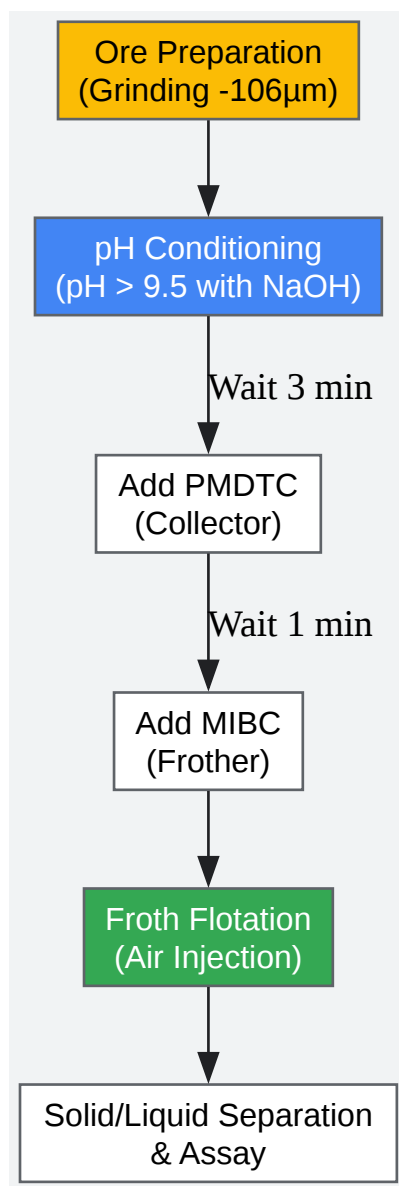 Ore Preparation
(Grinding -106µm)
pH Conditioning
(pH > 9.5 with NaOH)
Wait 3 min
Add PMDTC
(Collector)
Wait 1 min
Add MIBC
(Frother)
Froth Flotation
(Air Injection)
Solid/Liquid Separation
& Assay